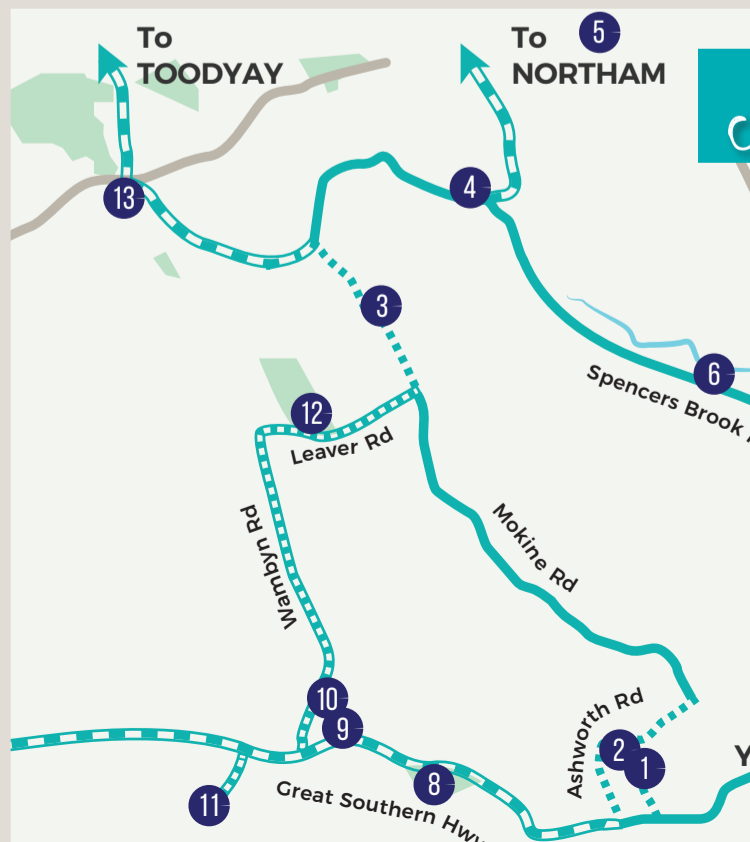 To
TOODYAY
To
5
NORTHAM
13
4
3
6
Spencers Brook
12
Leaver Rd
Wambyn Rd
Mokine Rd
10
9
Ashworth Rd
2
1
8
11
Great Southern Hwy
Y